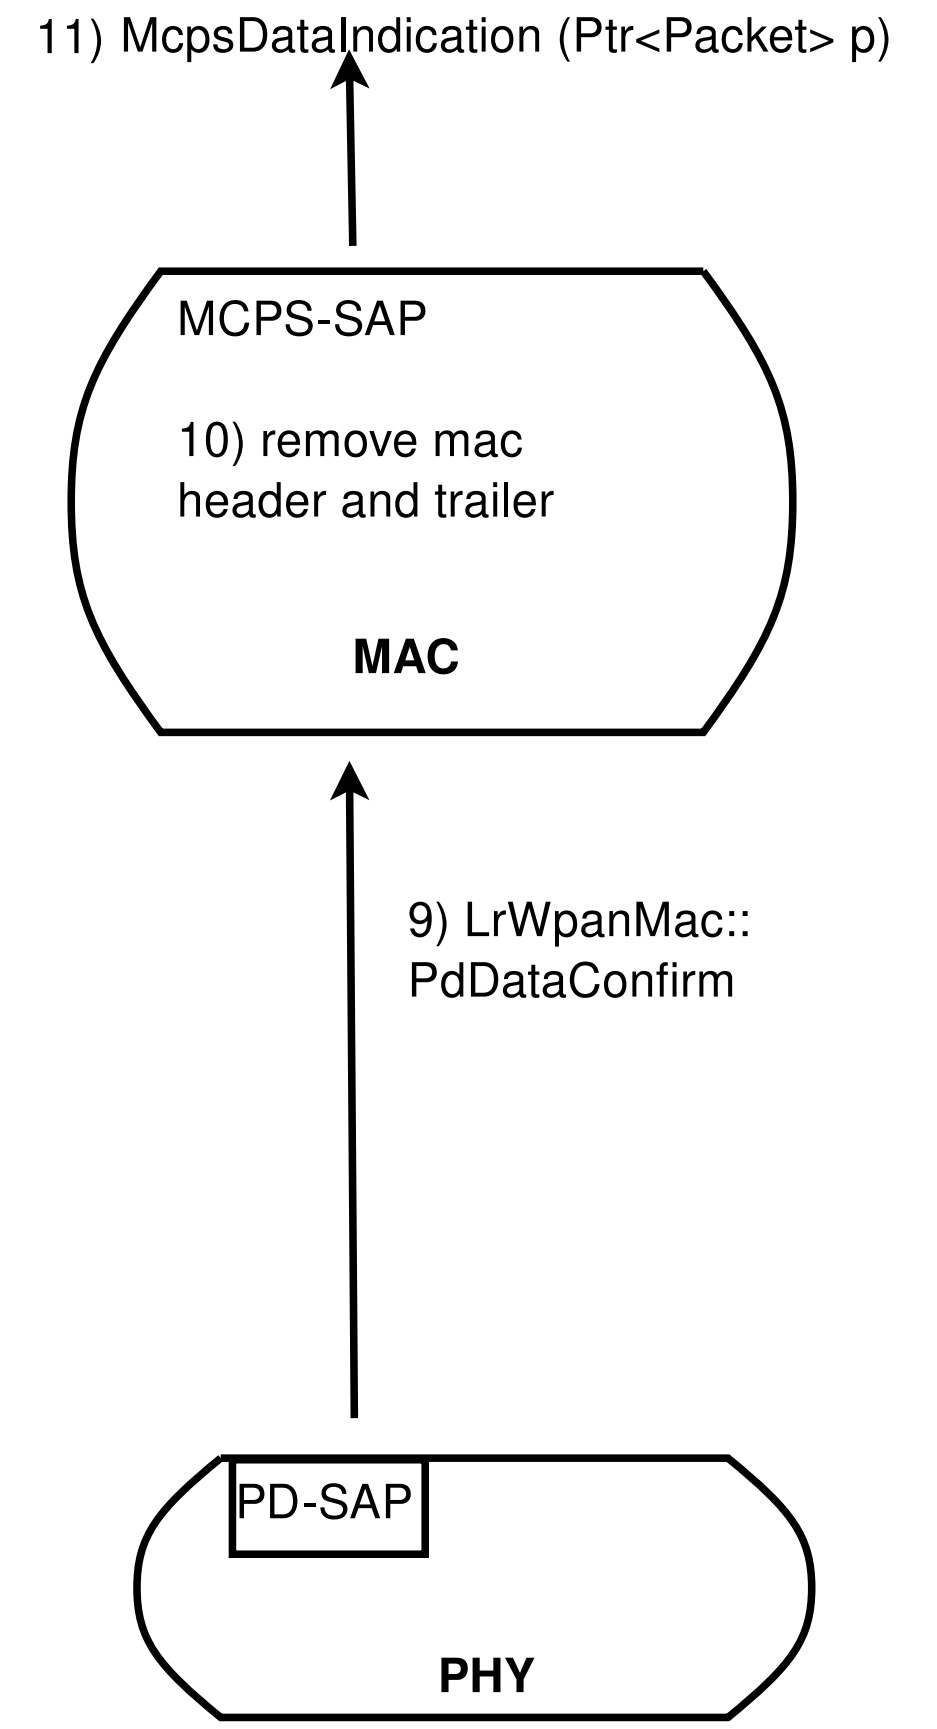 11) McpsDataIndication (Ptr<Packet> p)
MCPS-SAP
10) remove mac
header and trailer
MAC
9) LrWpanMac::
PdDataConfirm
PD-SAP
PHY